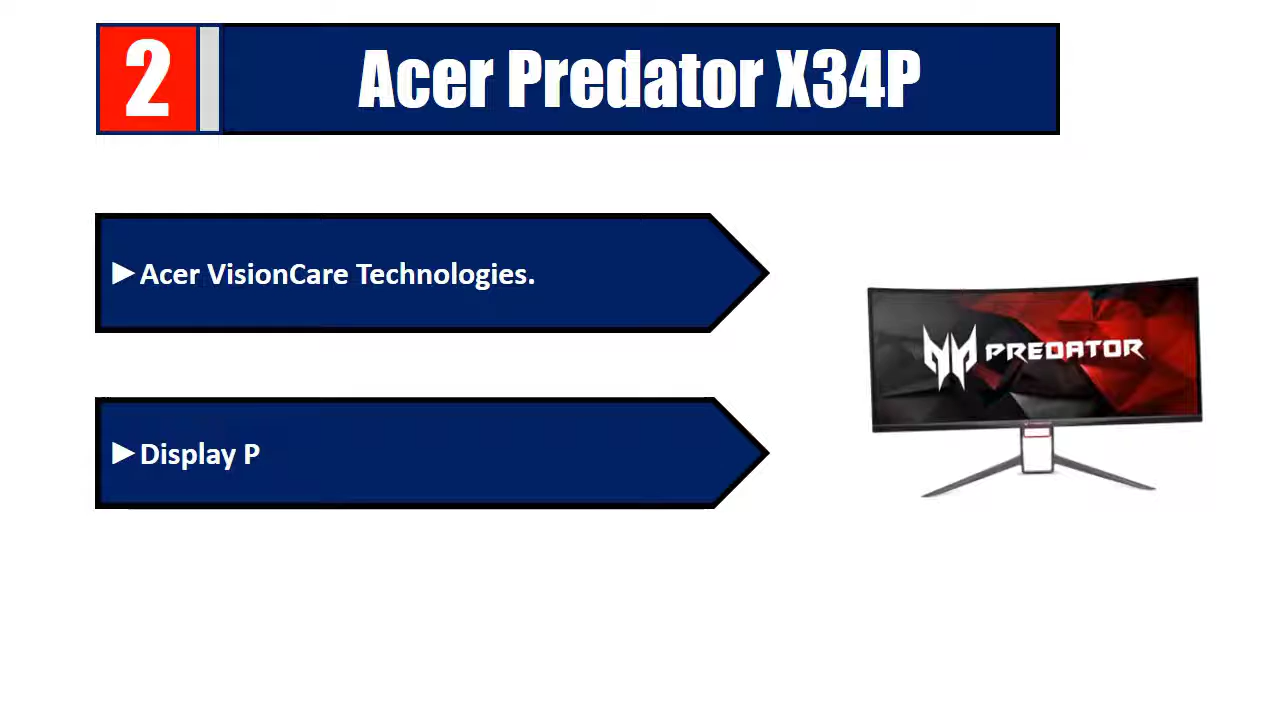 2
Acer Predator X34P
►Acer VisionCare Technologies.
PREDATOR
►Display P